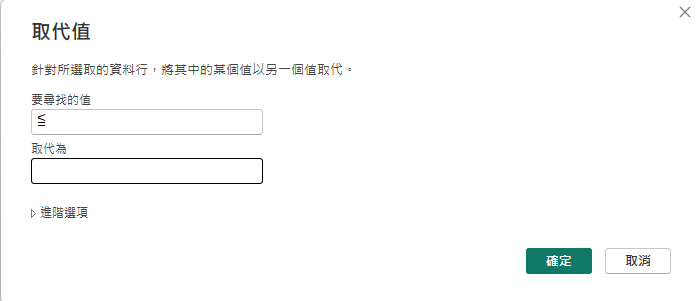 取代值
針對所選取的資料行，將其中的某個值以另一個值取代。
要尋找的值
≦
取代為
進階選項
確定
取消